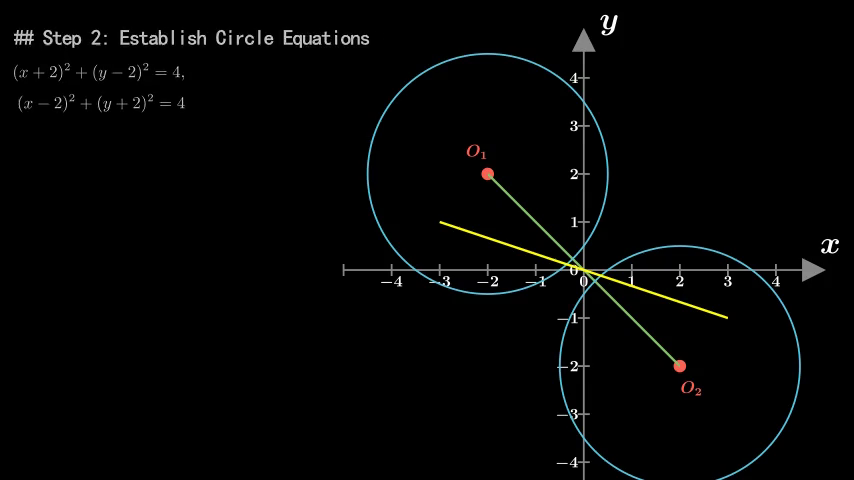 ## Step 2: Establish Circle Equations
(x + 2)² + (y − 2)² = 4,
(x − 2)² + (y + 2)² = 4
y
4
3
O₁
2
1
x
0
−4 −3 −2 −1 0 1 2 3 4
−1
−2
O₂
−3
−4